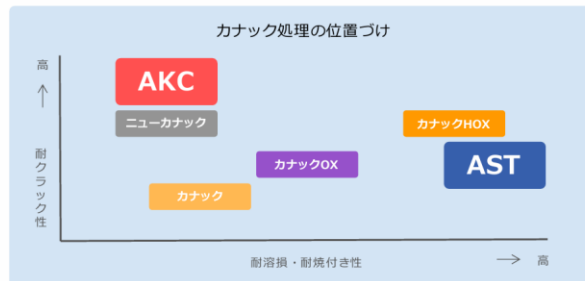 カナック処理の位置づけ
高
AKC
ニューカナック
カナックHOX
カナックOX
AST
カナック
耐クラック性
耐溶損・耐焼付き性
高